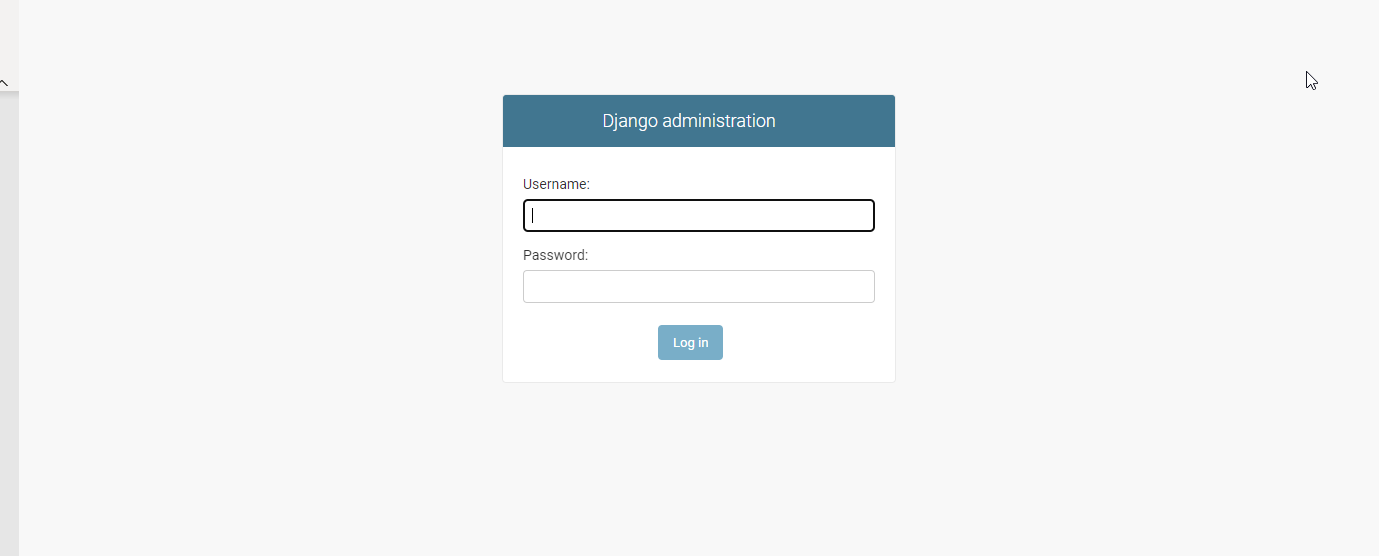 Django administration
Username:
Password:
Log in